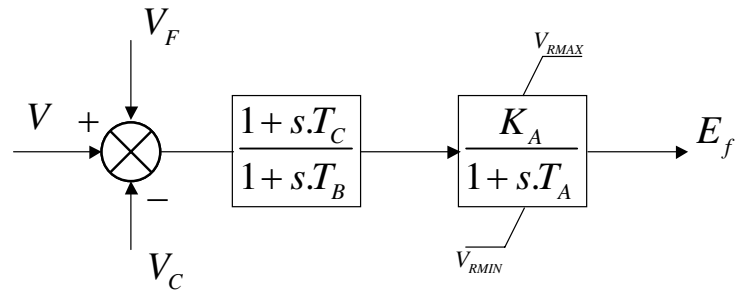 V_F
V_RMAX
V
+
1 + s.T_C
K_A
E_f
1 + s.T_B
1 + s.T_A
−
V_C
V_RMIN